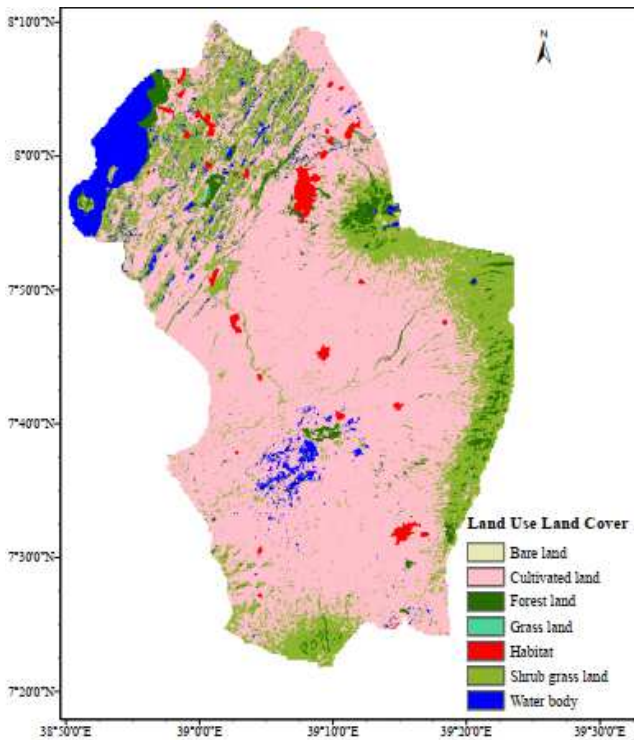 N
8°10'0"N
8°0'0"N
7°50'0"N
7°40'0"N
7°30'0"N
7°20'0"N
Land Use Land Cover
Bare land
Cultivated land
Forest land
Grass land
Habitat
Shrub grass land
Water body
38°50'0"E 39°0'0"E 39°10'0"E 39°20'0"E 39°30'0"E